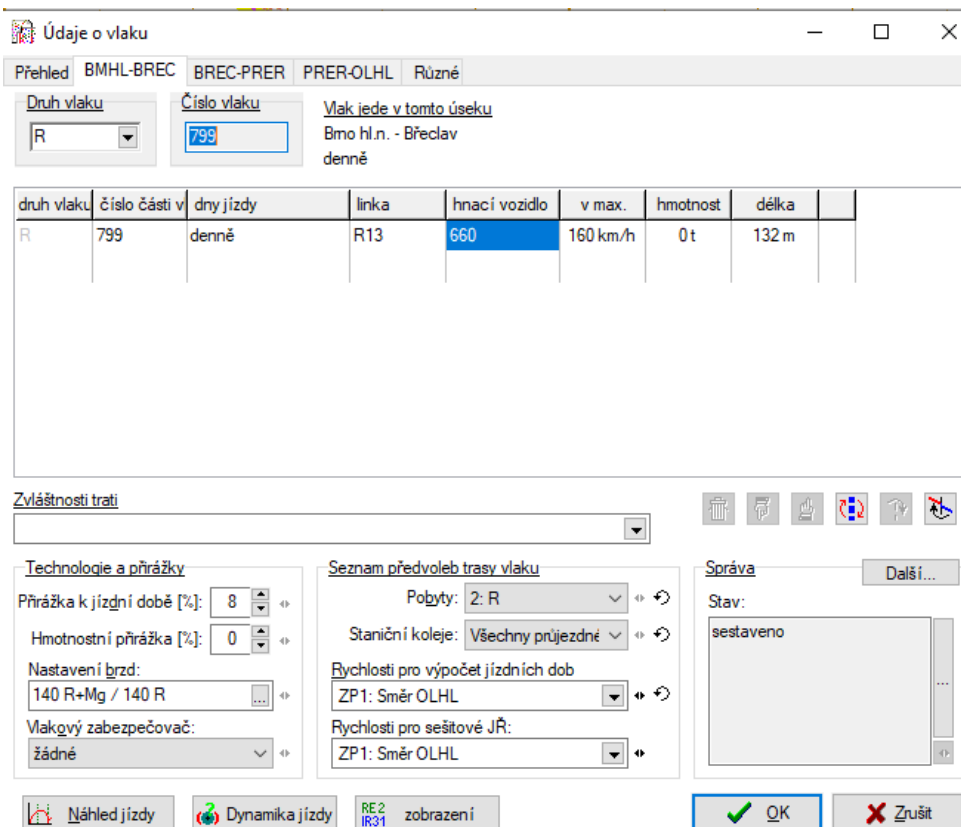 Údaje o vlaku
Přehled BMHL-BREC BREC-PRER PRER-OLHL Různé
Druh vlaku Číslo vlaku Vlak jede v tomto úseku
R 799 Brno hl.n. - Břeclav
denně
druh vlaku číslo části v dny jízdy linka hnací vozidlo v max. hmotnost délka
R 799 denně R13 660 160 km/h 0 t 132 m
Zvláštnosti trati
Technologie a přirážky Seznam předvoleb trasy vlaku Správa Další...
Přirážka k jízdní době [%]: 8 Pobyty: 2: R Stav:
Hmotnostní přirážka [%]: 0 Staniční koleje: Všechny průjezdné sestaveno
Nastavení brzd: Rychlosti pro výpočet jízdních dob
140 R+Mg / 140 R ... ZP1: Směr OLHL ...
Vlakový zabezpečovač: Rychlosti pro sešitové JŘ:
žádné ZP1: Směr OLHL
Náhled jízdy Dynamika jízdy RE2 IR31 zobrazení OK Zrušit